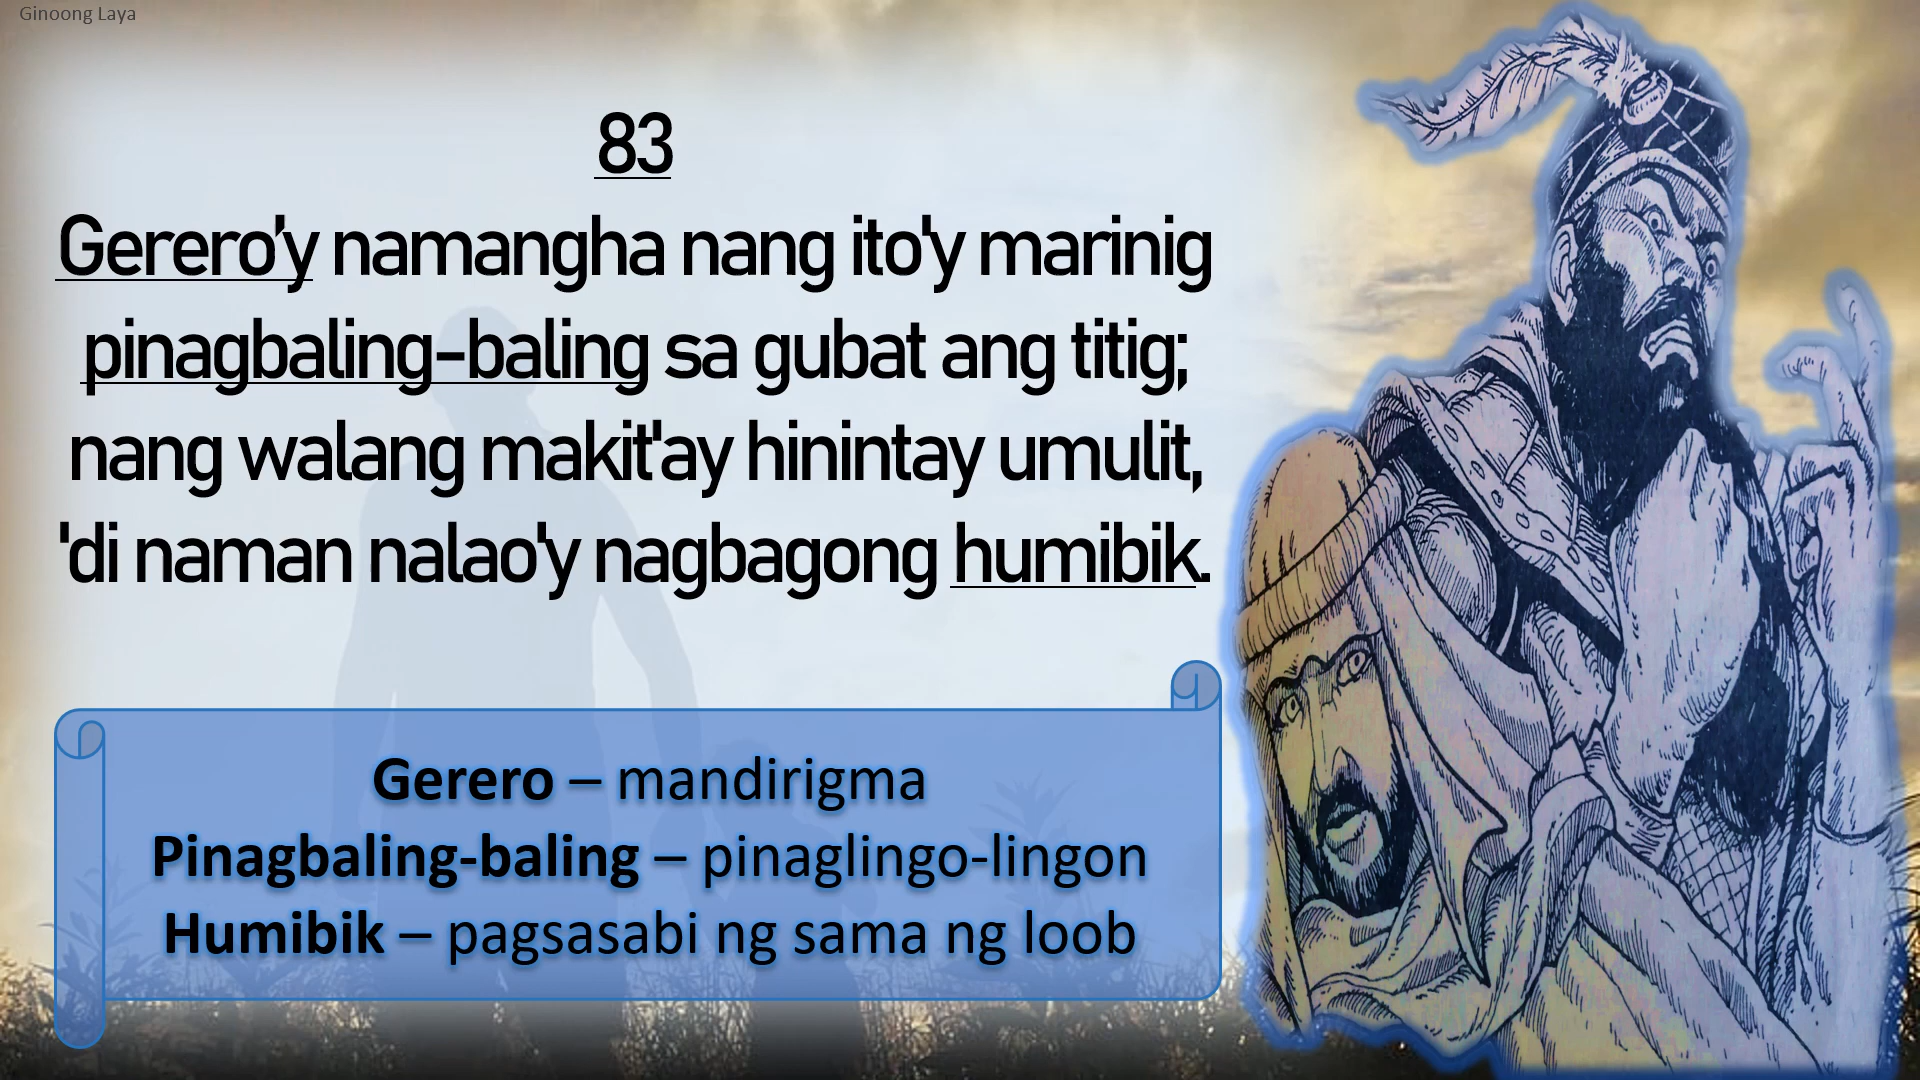 Ginoong Laya
83
Gerero'y namangha nang ito'y marinig
pinagbaling-baling sa gubat ang titig;
nang walang makit'ay hinintay umulit,
'di naman nalao'y nagbagong humibik.
Gerero – mandirigma
Pinagbaling-baling – pinaglingo-lingon
Humibik – pagsasabi ng sama ng loob